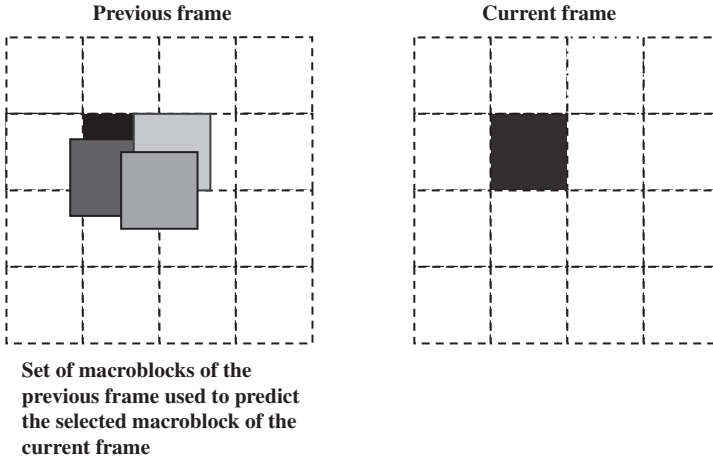 Previous frame
Current frame
Set of macroblocks of the
previous frame used to predict
the selected macroblock of the
current frame